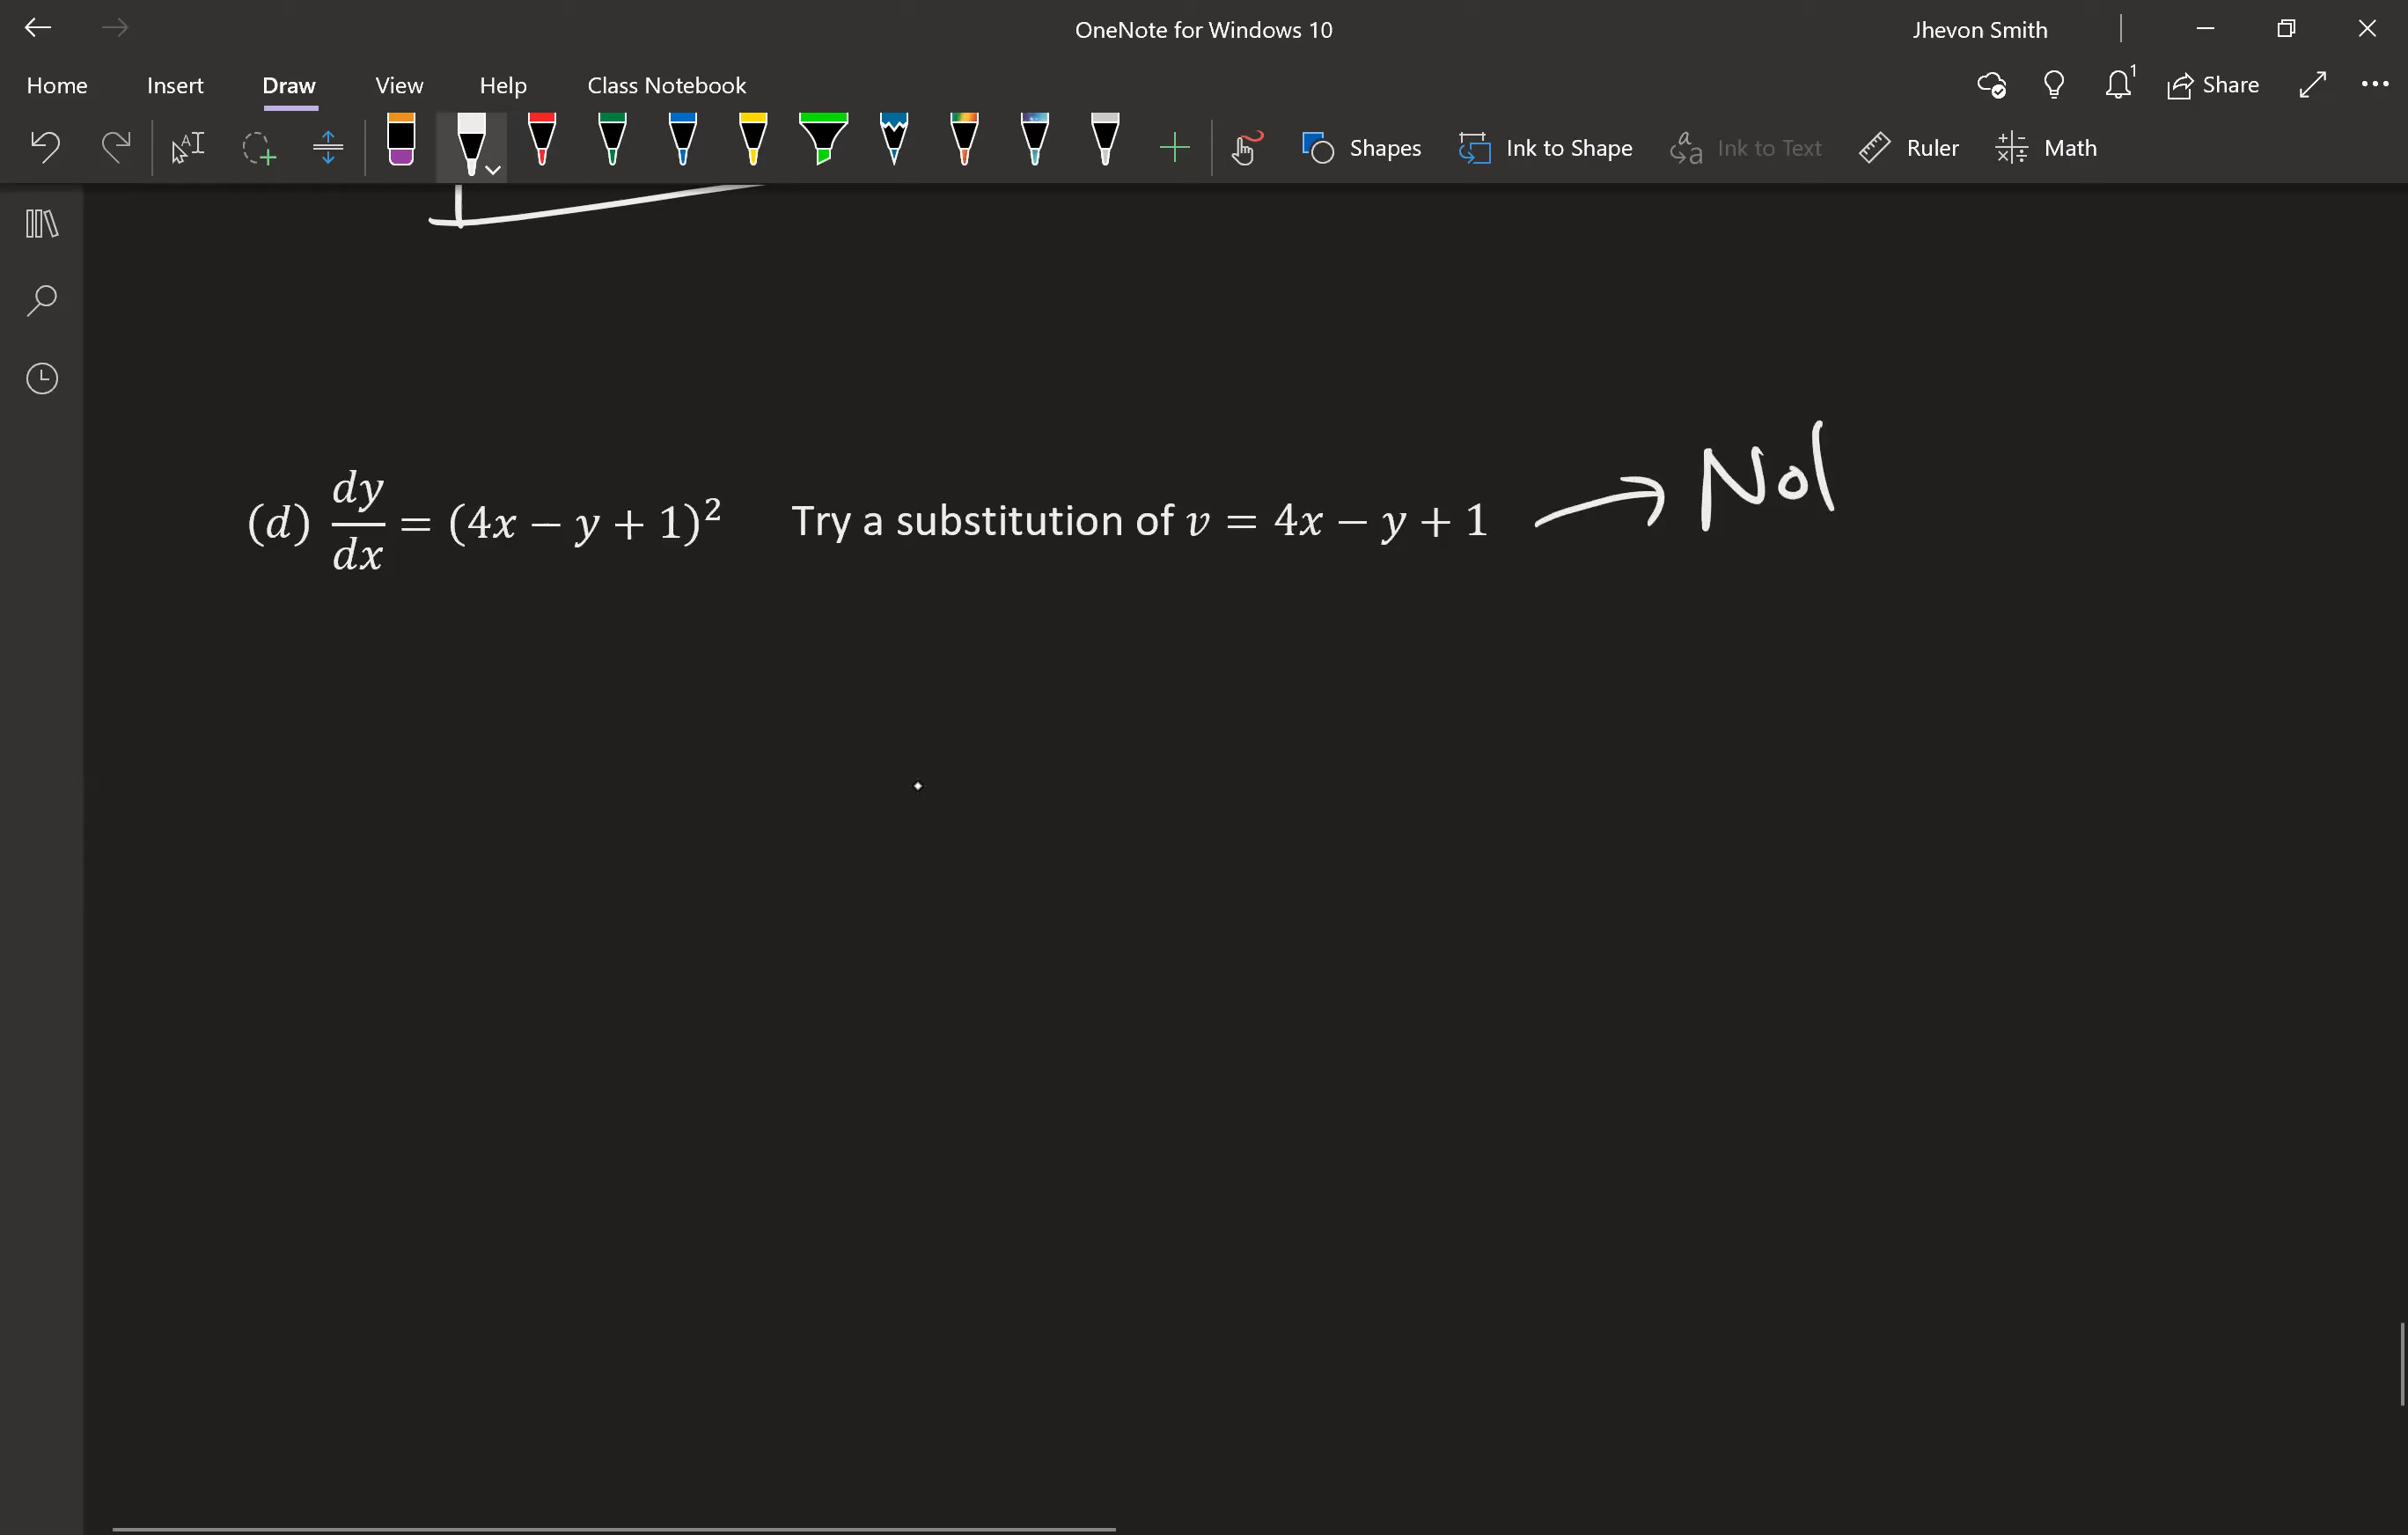 OneNote for Windows 10
Jhevon Smith
Home Insert Draw View Help Class Notebook
1
Share
Shapes Ink to Shape Ink to Text Ruler Math
(d) dy/dx = (4x − y + 1)² Try a substitution of v = 4x − y + 1